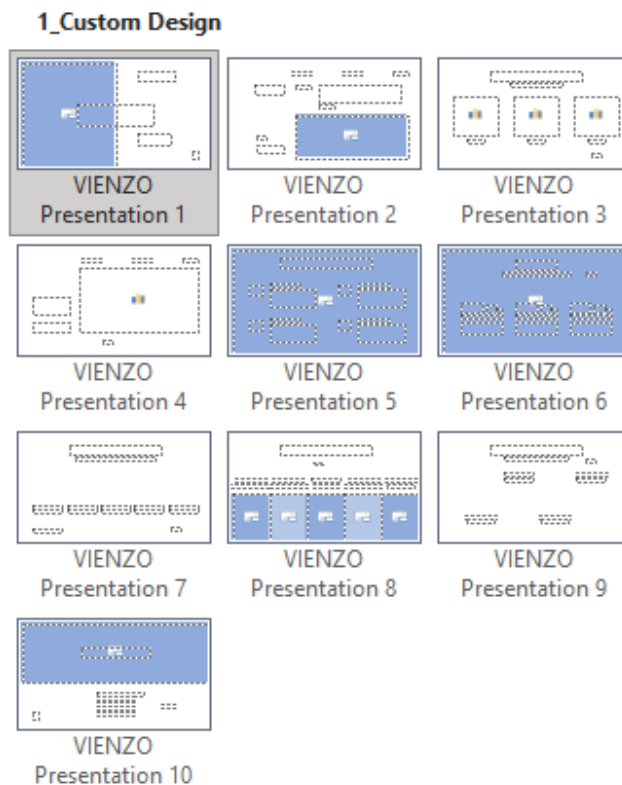 1_Custom Design
VIENZO
Presentation 1
VIENZO
Presentation 2
VIENZO
Presentation 3
VIENZO
Presentation 4
VIENZO
Presentation 5
VIENZO
Presentation 6
VIENZO
Presentation 7
VIENZO
Presentation 8
VIENZO
Presentation 9
VIENZO
Presentation 10